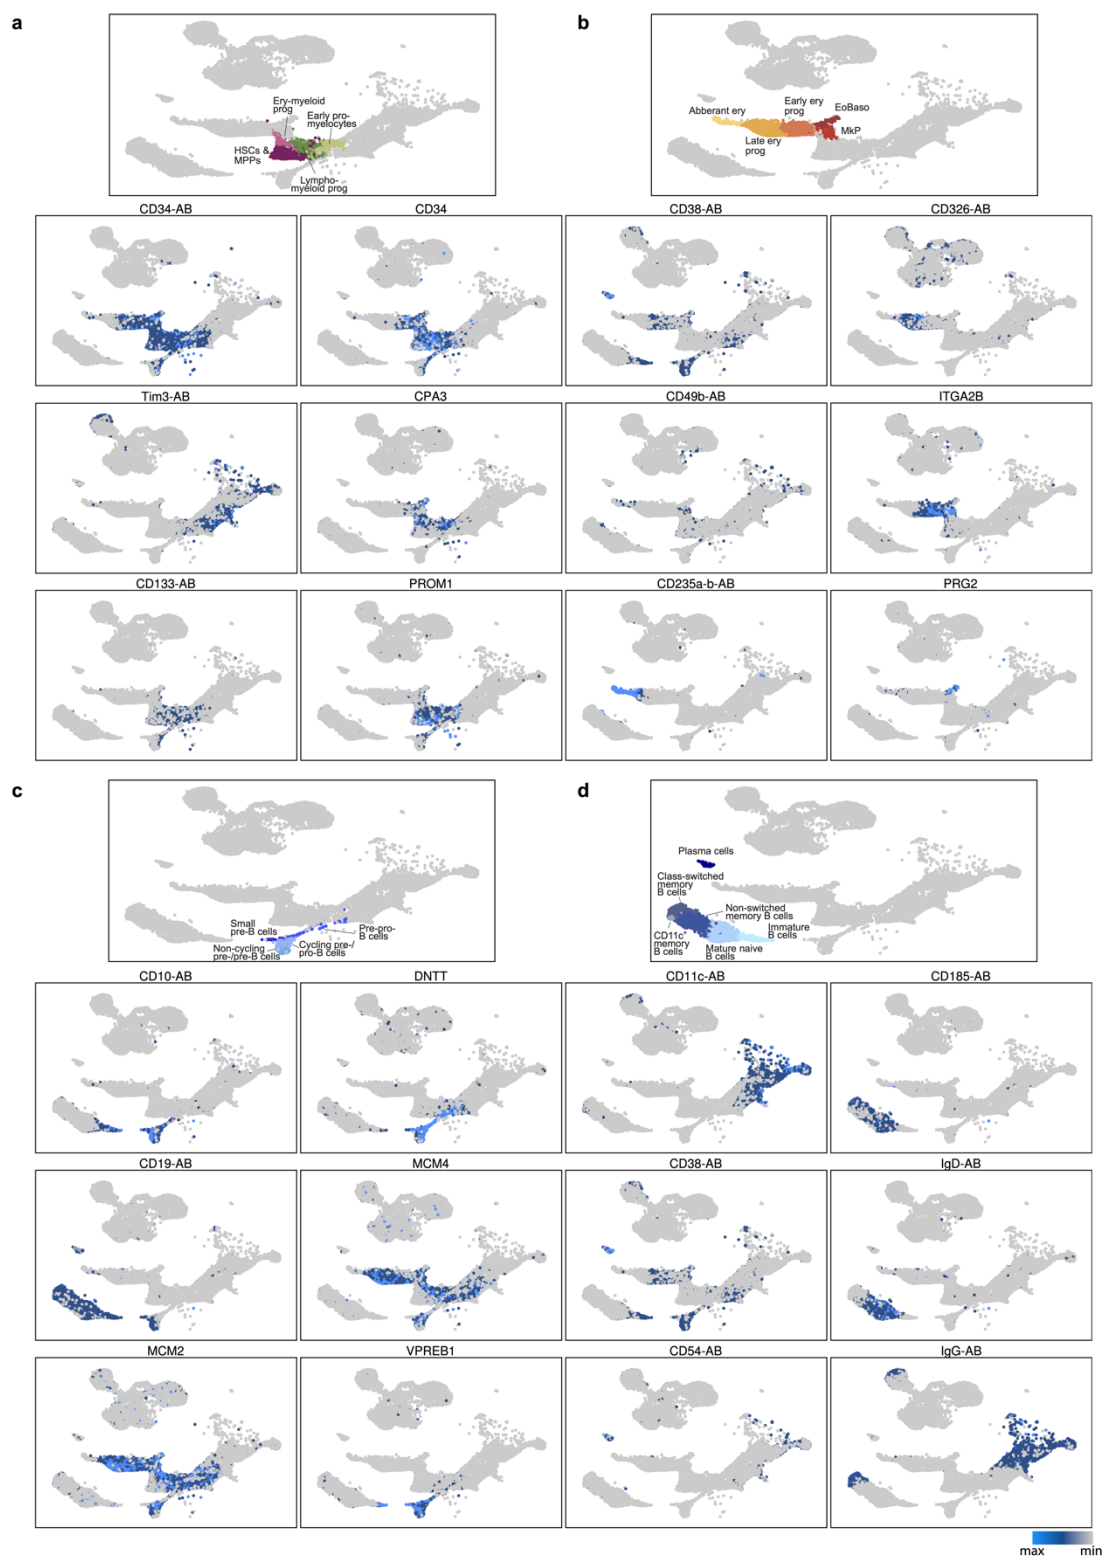 a
b
Ery-myeloid
prog
Early pro-
myelocytes
HSCs &
MPPs
Lympho-
myeloid prog
Abberant ery
Early ery
prog
EoBaso
MkP
Late ery
prog
CD34-AB
CD34
CD38-AB
CD326-AB
Tim3-AB
CPA3
CD49b-AB
ITGA2B
CD133-AB
PROM1
CD235a-b-AB
PRG2
c
d
Small
pre-B cells
Pre-pro-
B cells
Non-cycling
pre-/pre-B cells
Cycling pre-/
pro-B cells
Plasma cells
Class-switched
memory
B cells
Non-switched
memory B cells
Immature
B cells
CD11c+
memory
B cells
Mature naive
B cells
CD10-AB
DNTT
CD11c-AB
CD185-AB
CD19-AB
MCM4
CD38-AB
IgD-AB
MCM2
VPREB1
CD54-AB
IgG-AB
max
min